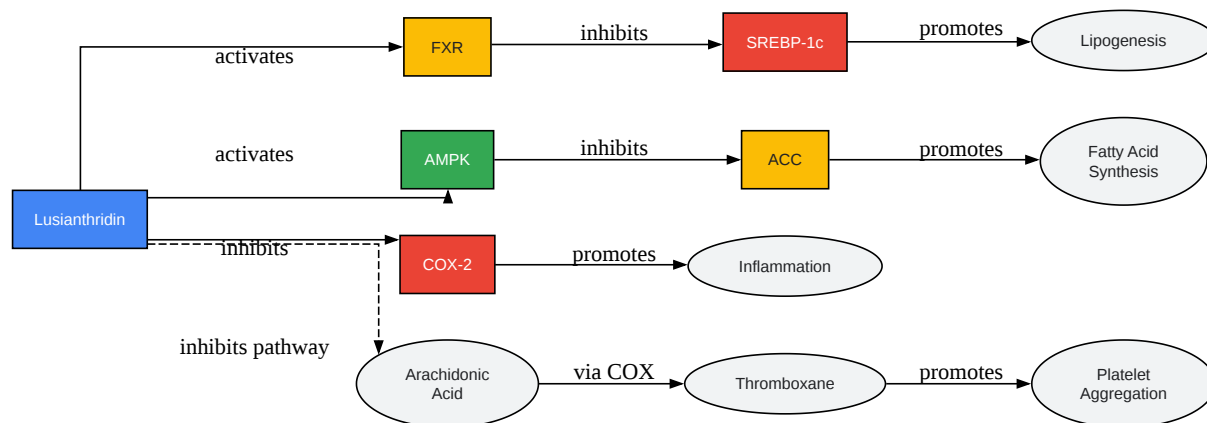 activates
FXR
inhibits
SREBP-1c
promotes
Lipogenesis
activates
AMPK
inhibits
ACC
promotes
Fatty Acid
Synthesis
Lusianthridin
inhibits
COX-2
promotes
Inflammation
inhibits pathway
Arachidonic
Acid
via COX
Thromboxane
promotes
Platelet
Aggregation